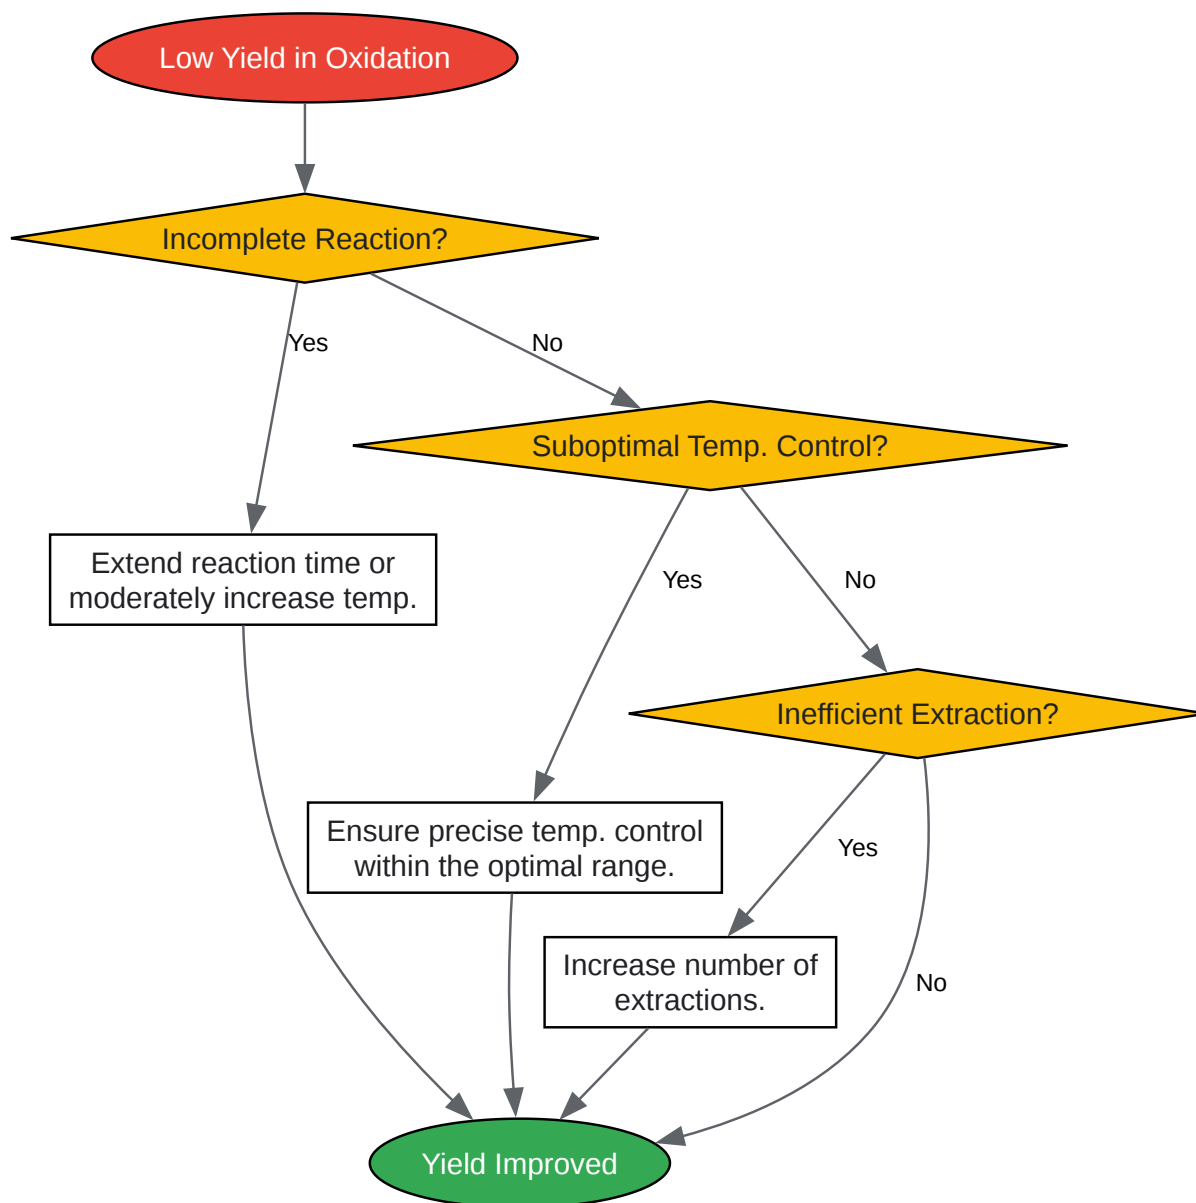 Low Yield in Oxidation
Incomplete Reaction?
Yes
No
Suboptimal Temp. Control?
Extend reaction time or
moderately increase temp.
Yes
No
Inefficient Extraction?
Ensure precise temp. control
within the optimal range.
Yes
Increase number of
extractions.
No
Yield Improved